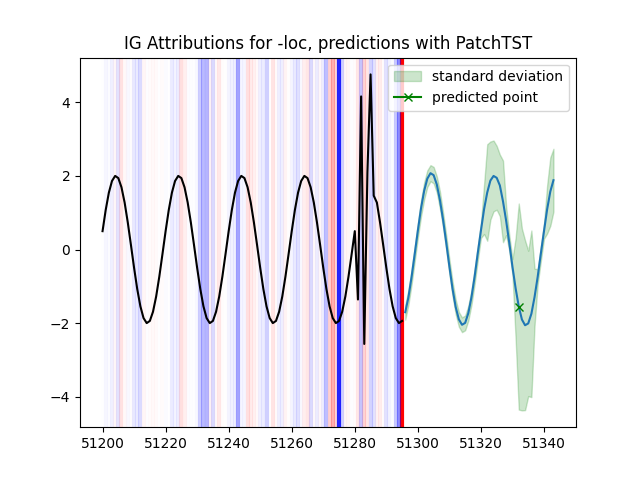 IG Attributions for -loc, predictions with PatchTST
standard deviation
predicted point
4
2
0
−2
−4
51200 51220 51240 51260 51280 51300 51320 51340